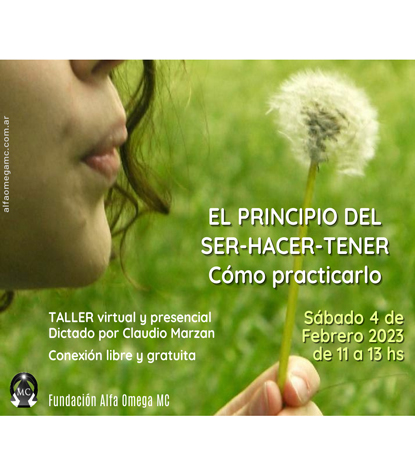 alfaomegamc.com.ar
EL PRINCIPIO DEL
SER-HACER-TENER
Cómo practicarlo
TALLER virtual y presencial
Dictado por Claudio Marzan
Conexión libre y gratuita
Sábado 4 de
Febrero 2023
de 11 a 13 hs
MC
Fundación Alfa Omega MC